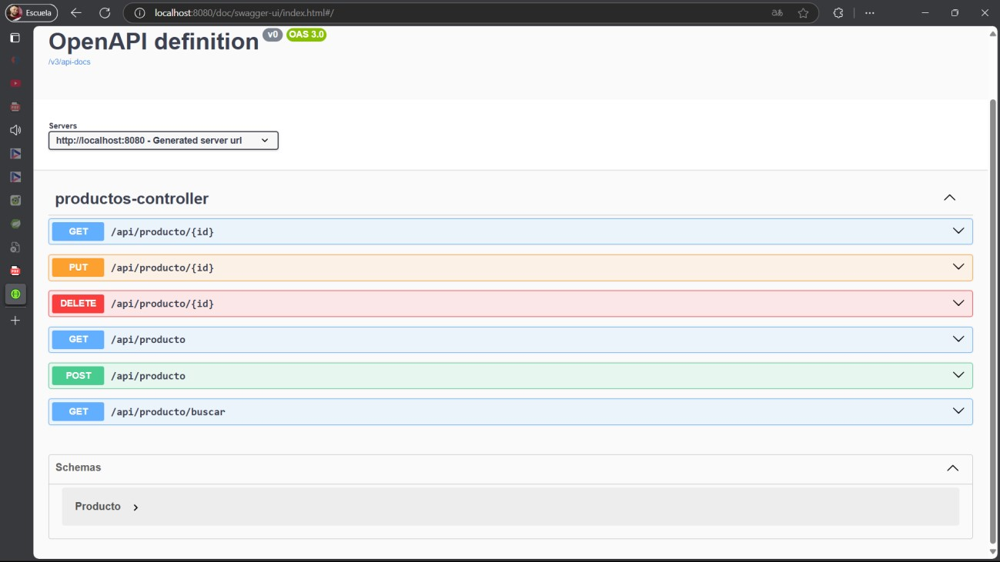 Escuela
localhost:8080/doc/swagger-ui/index.html#/
OpenAPI definition v0 OAS 3.0
/v3/api-docs
Servers
http://localhost:8080 - Generated server url
productos-controller
GET /api/producto/{id}
PUT /api/producto/{id}
DELETE /api/producto/{id}
GET /api/producto
POST /api/producto
GET /api/producto/buscar
Schemas
Producto